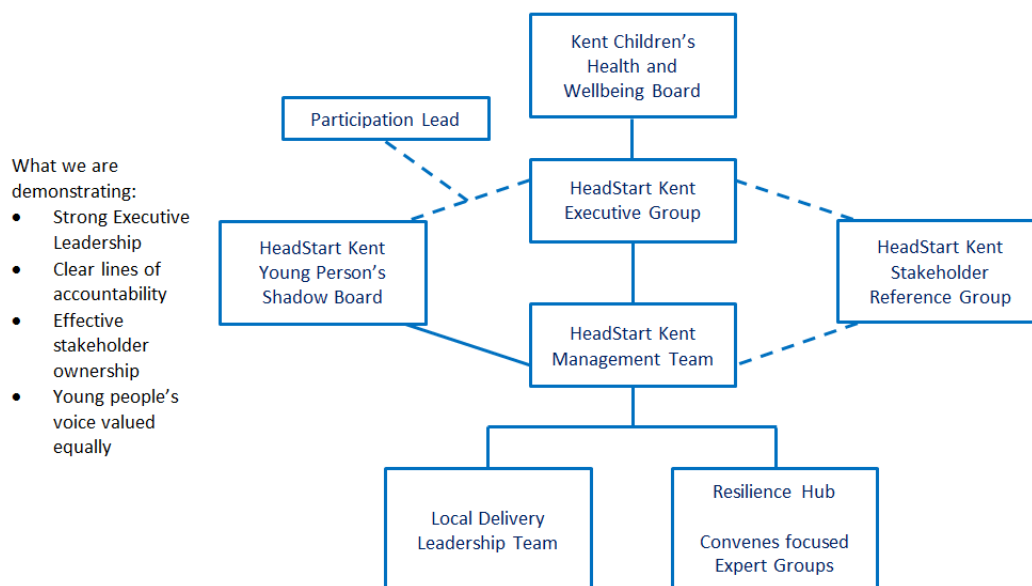 Kent Children's
Health and
Wellbeing Board
Participation Lead
What we are
demonstrating:
• Strong Executive
Leadership
• Clear lines of
accountability
• Effective
stakeholder
ownership
• Young people's
voice valued
equally
HeadStart Kent
Executive Group
HeadStart Kent
Young Person's
Shadow Board
HeadStart Kent
Stakeholder
Reference Group
HeadStart Kent
Management Team
Local Delivery
Leadership Team
Resilience Hub
Convenes focused
Expert Groups